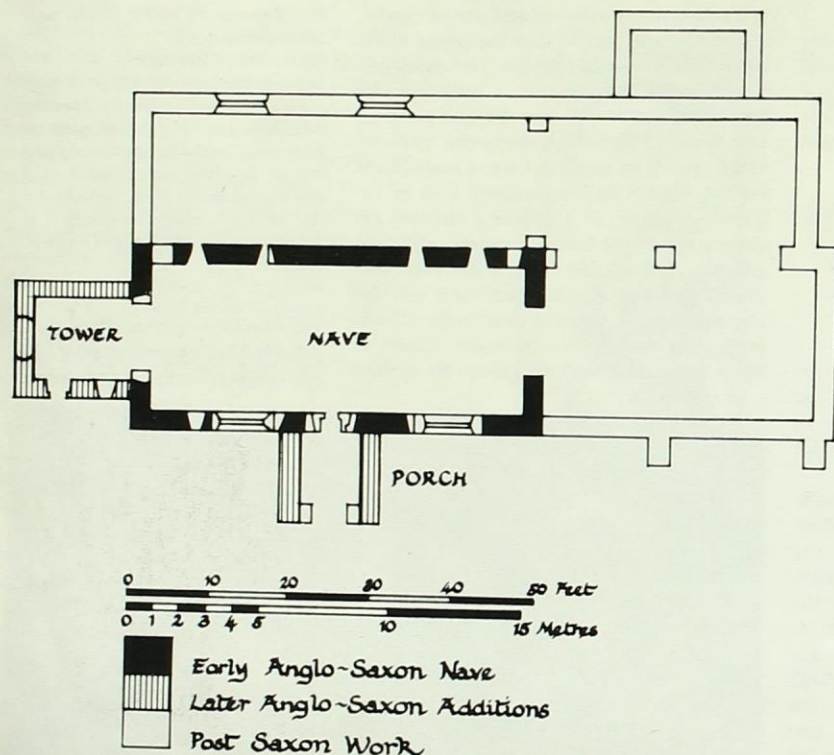 TOWER
NAVE
PORCH
0 10 20 30 40 50 Feet
0 1 2 3 4 5 10 15 Metres
Early Anglo-Saxon Nave
Later Anglo-Saxon Additions
Post Saxon Work